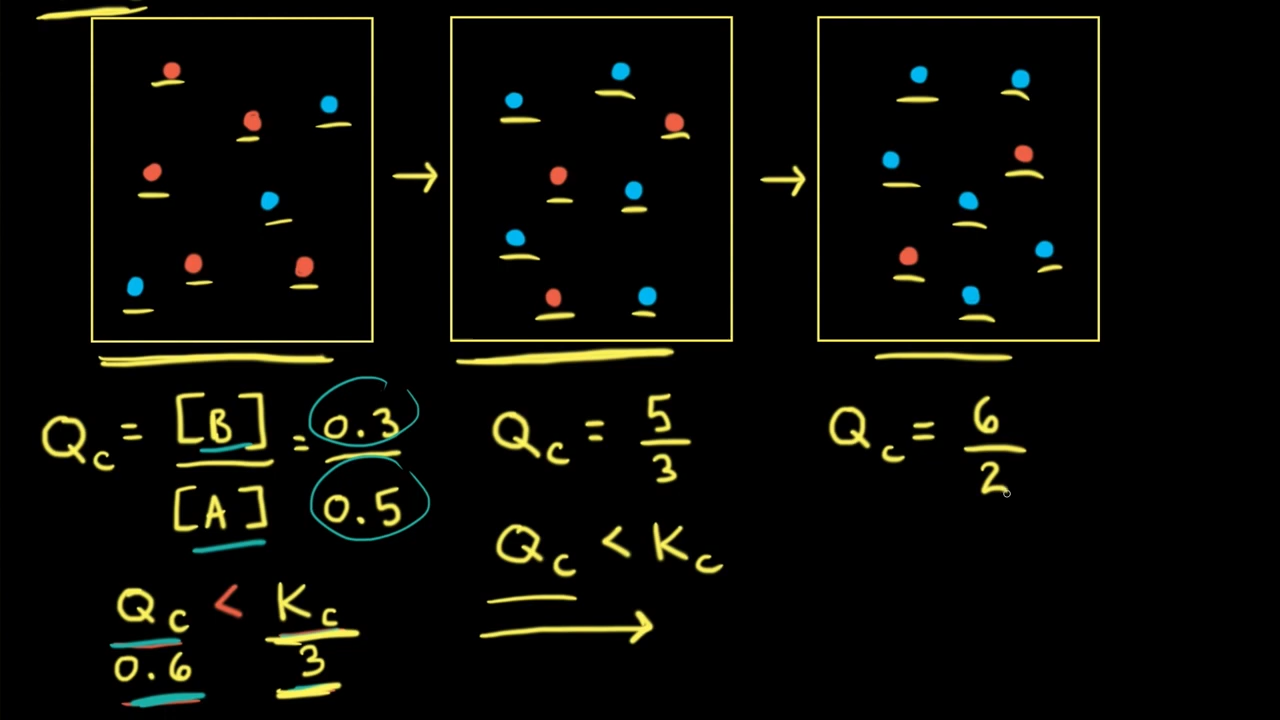 Qc = [B] / [A] = 0.3 / 0.5
Qc < Kc
0.6 3
Qc = 5 / 3
Qc < Kc
→
Qc = 6 / 2